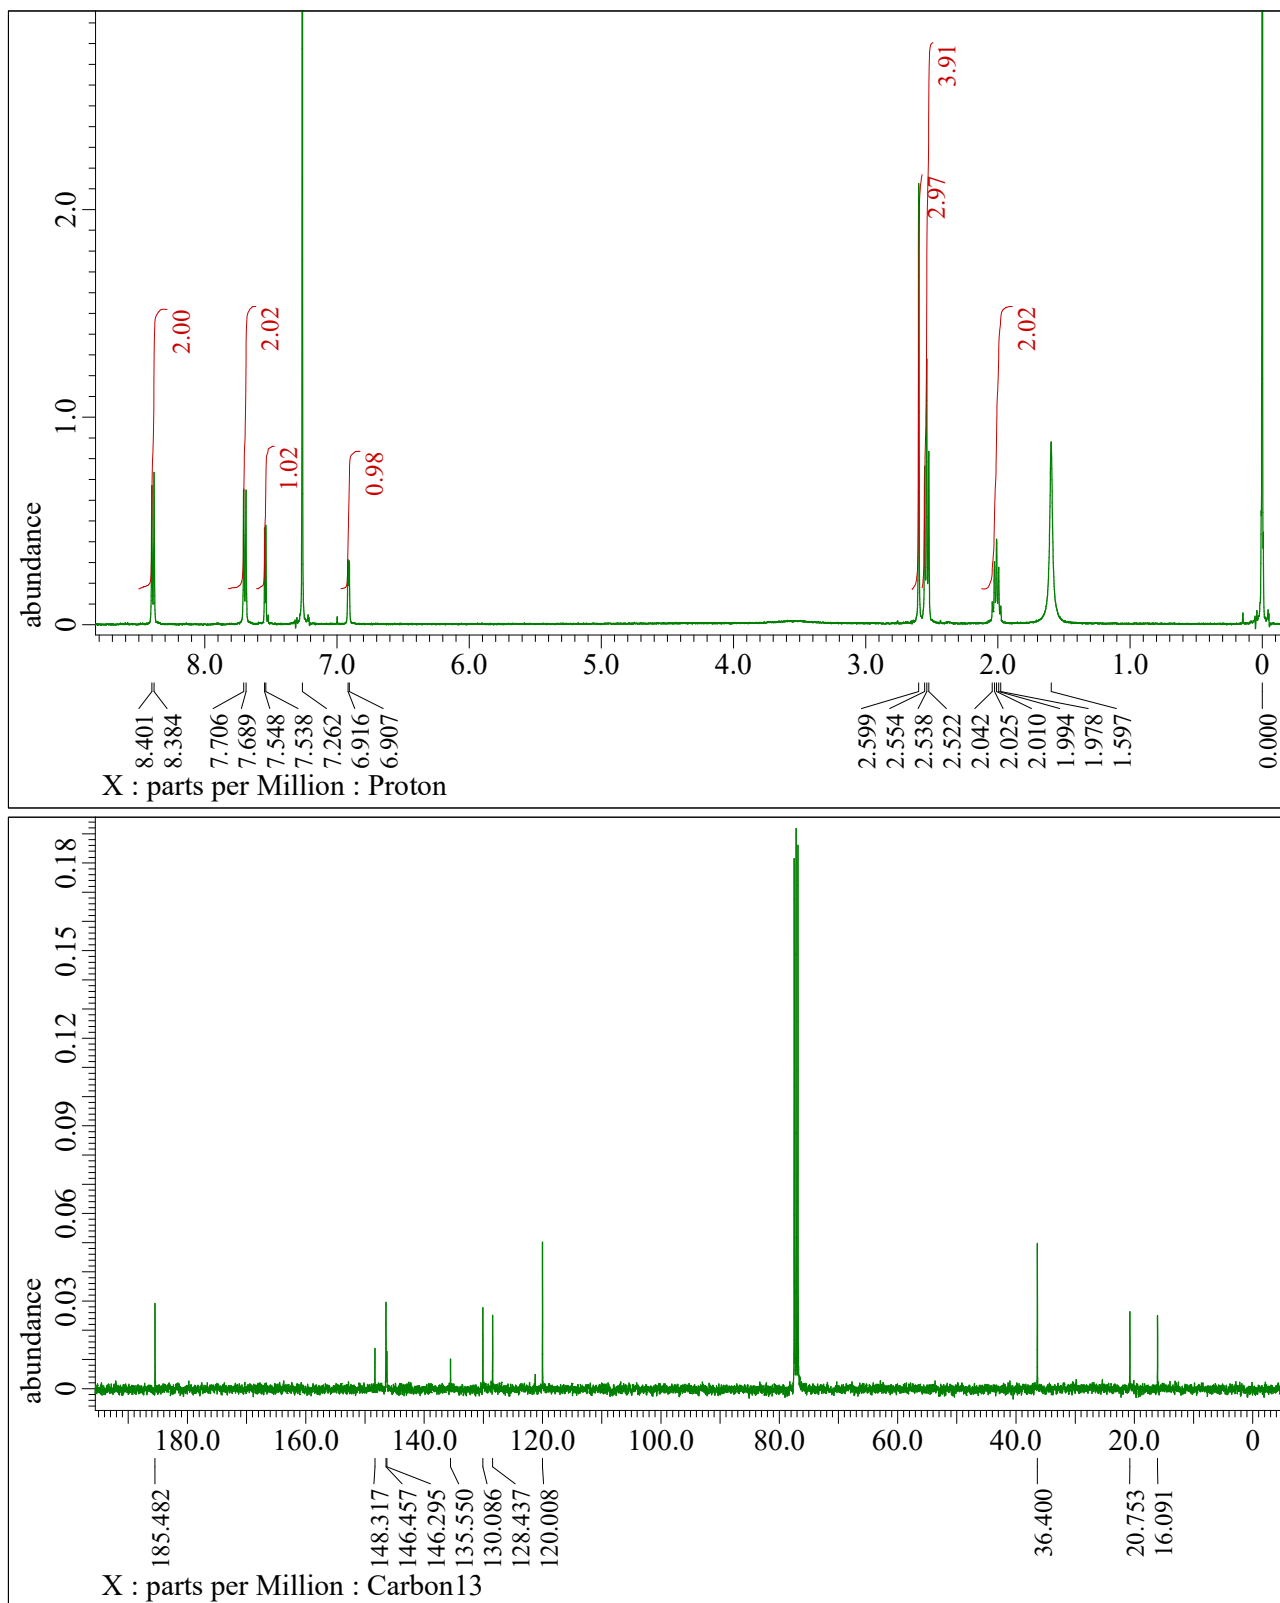 3.91
2.97
2.00
2.02
1.02
0.98
2.02
abundance
0 1.0 2.0
8.0 7.0 6.0 5.0 4.0 3.0 2.0 1.0 0
8.401 8.384 7.706 7.689 7.548 7.538 7.262 6.916 6.907 2.599 2.554 2.538 2.522 2.042 2.025 2.010 1.994 1.978 1.597 0.000
X : parts per Million : Proton
abundance
0 0.03 0.06 0.09 0.12 0.15 0.18
180.0 160.0 140.0 120.0 100.0 80.0 60.0 40.0 20.0 0
185.482 148.317 146.457 146.295 135.550 130.086 128.437 120.008 36.400 20.753 16.091
X : parts per Million : Carbon13